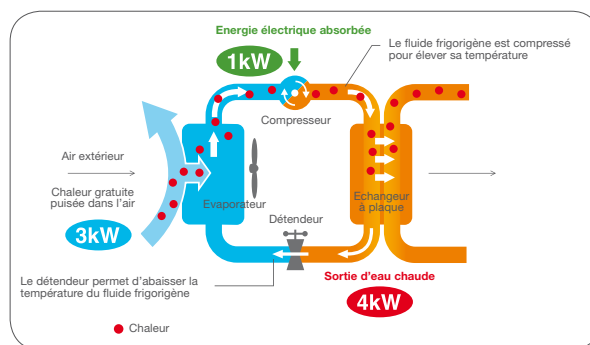 Energie électrique absorbée
1kW
Le fluide frigorigène est compressé
pour élever sa température
Compresseur
Air extérieur
Chaleur gratuite
puisée dans l'air
3kW
Evaporateur
Echangeur
à plaque
Détendeur
Le détendeur permet d'abaisser la
température du fluide frigorigène
Sortie d'eau chaude
4kW
Chaleur